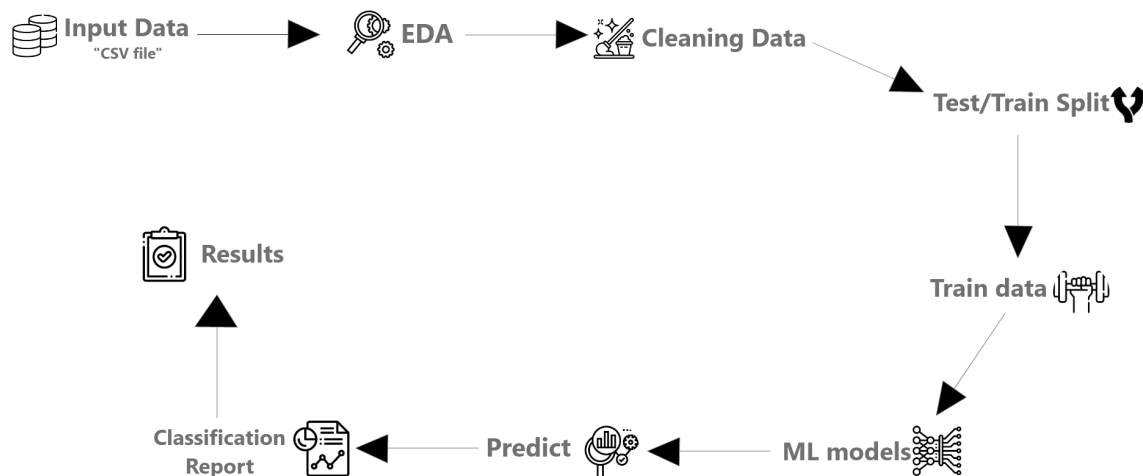 Input Data
"CSV file"
EDA
Cleaning Data
Test/Train Split
Train data
ML models
Predict
Classification
Report
Results